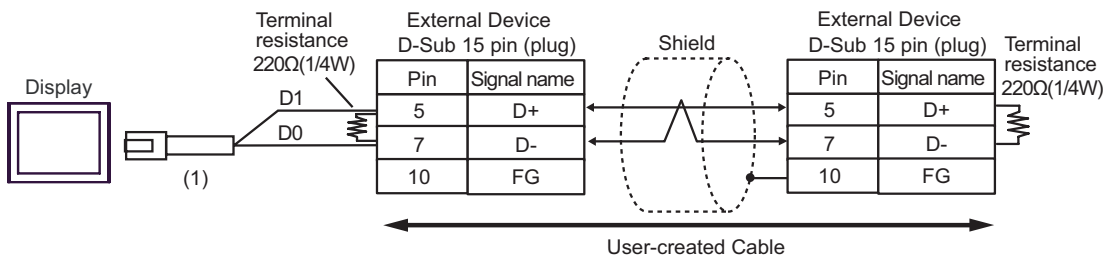 Display
(1)
D1
D0
Terminal
resistance
220Ω(1/4W)
External Device
D-Sub 15 pin (plug)
Pin Signal name
5 D+
7 D-
10 FG
Shield
External Device
D-Sub 15 pin (plug)
Pin Signal name
5 D+
7 D-
10 FG
Terminal
resistance
220Ω(1/4W)
User-created Cable